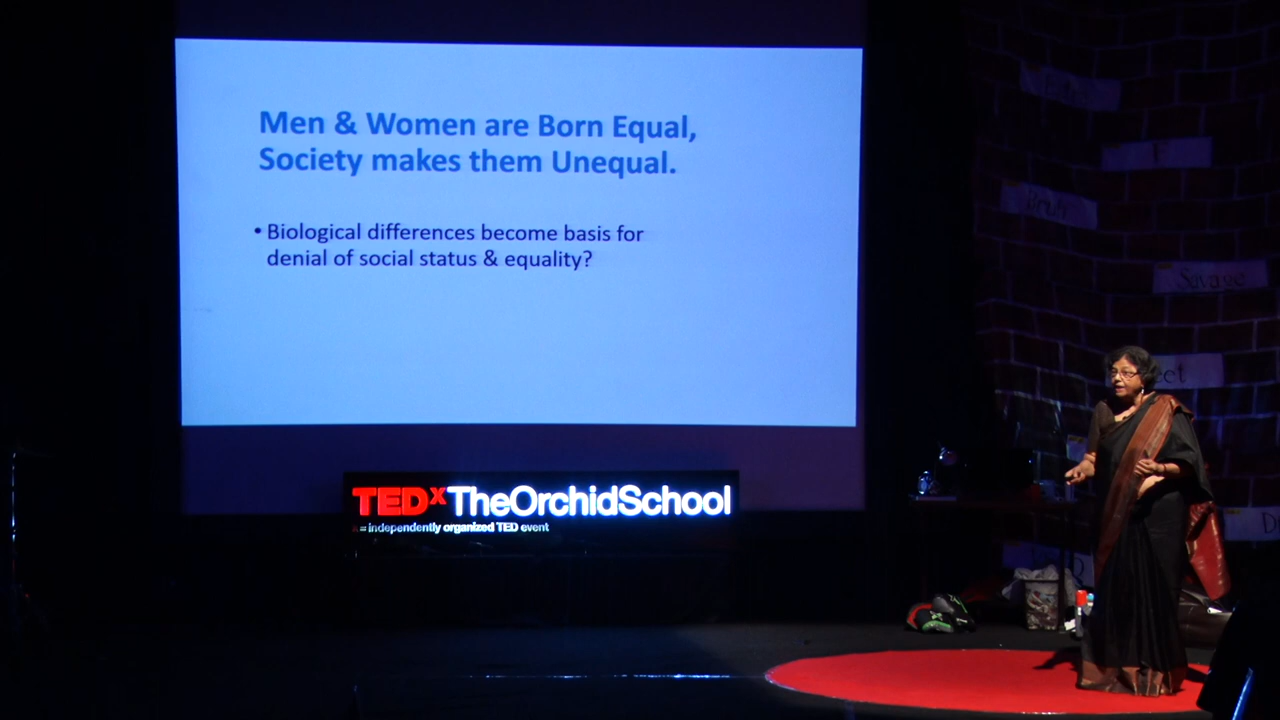 Men & Women are Born Equal,
Society makes them Unequal.
• Biological differences become basis for
denial of social status & equality?
TEDxTheOrchidSchool
x = independently organized TED event
Savage